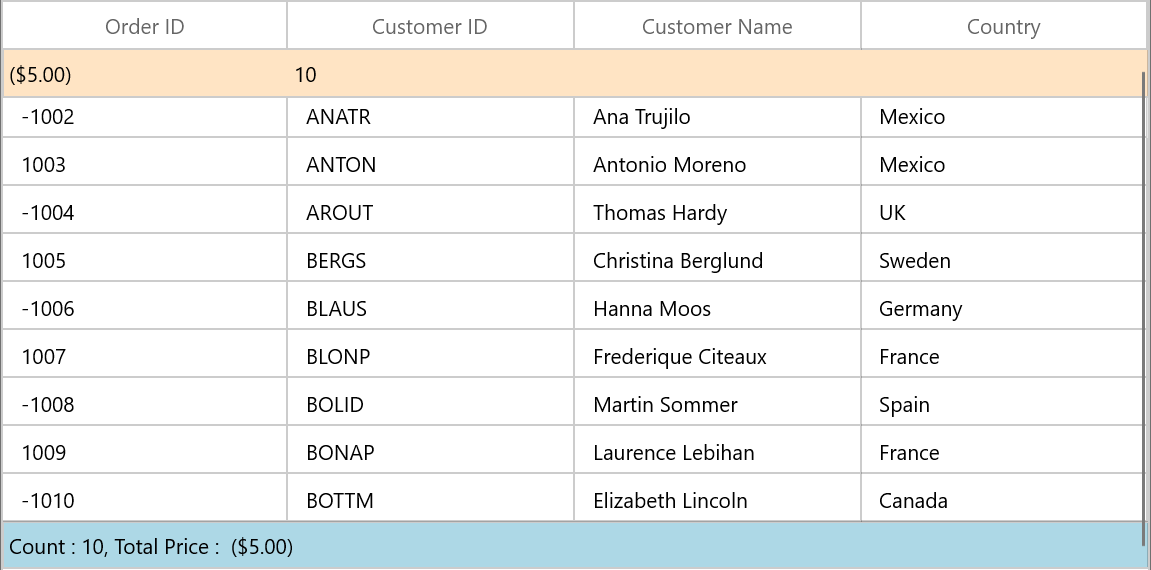 Order ID Customer ID Customer Name Country
($5.00) 10
-1002 ANATR Ana Trujilo Mexico
1003 ANTON Antonio Moreno Mexico
-1004 AROUT Thomas Hardy UK
1005 BERGS Christina Berglund Sweden
-1006 BLAUS Hanna Moos Germany
1007 BLONP Frederique Citeaux France
-1008 BOLID Martin Sommer Spain
1009 BONAP Laurence Lebihan France
-1010 BOTTM Elizabeth Lincoln Canada
Count : 10, Total Price : ($5.00)